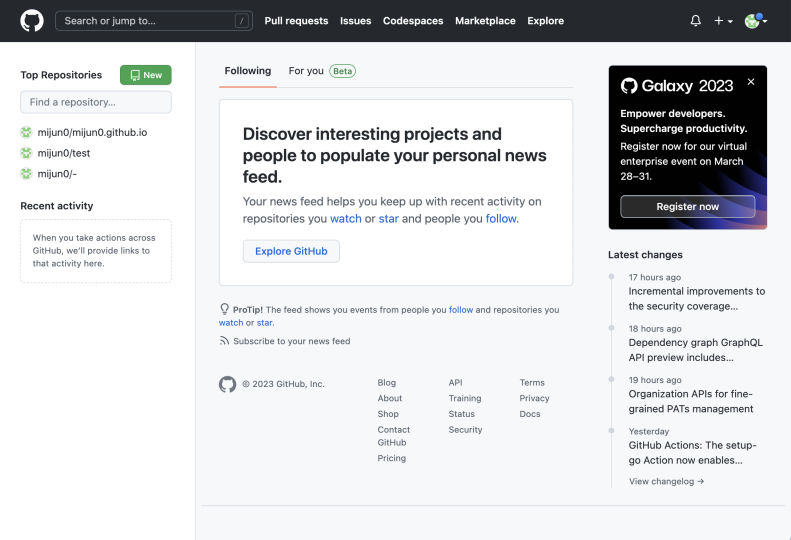 Search or jump to...
/
Pull requests
Issues
Codespaces
Marketplace
Explore
Top Repositories
New
Find a repository...
mijun0/mijun0.github.io
mijun0/test
mijun0/-
Recent activity
When you take actions across
GitHub, we'll provide links to
that activity here.
Following
For you
Beta
Discover interesting projects and
people to populate your personal news
feed.
Your news feed helps you keep up with recent activity on
repositories you watch or star and people you follow.
Explore GitHub
ProTip! The feed shows you events from people you follow and repositories you
watch or star.
Subscribe to your news feed
© 2023 GitHub, Inc.
Blog
About
Shop
Contact
GitHub
Pricing
API
Training
Status
Security
Terms
Privacy
Docs
Galaxy 2023
Empower developers.
Supercharge productivity.
Register now for our virtual
enterprise event on March
28–31.
Register now
Latest changes
17 hours ago
Incremental improvements to
the security coverage...
18 hours ago
Dependency graph GraphQL
API preview includes...
19 hours ago
Organization APIs for fine-
grained PATs management
Yesterday
GitHub Actions: The setup-
go Action now enables...
View changelog →